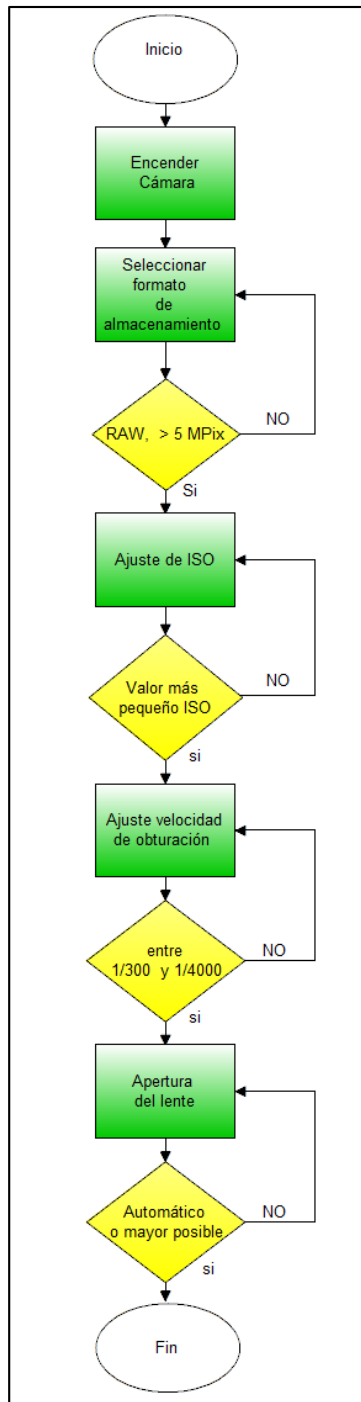 Inicio
Encender
Cámara
Seleccionar
formato
de
almacenamiento
RAW, > 5 MPix
NO
Si
Ajuste de ISO
Valor más
pequeño ISO
NO
si
Ajuste velocidad
de obturación
entre
1/300 y 1/4000
NO
si
Apertura
del lente
Automático
o mayor posible
NO
si
Fin